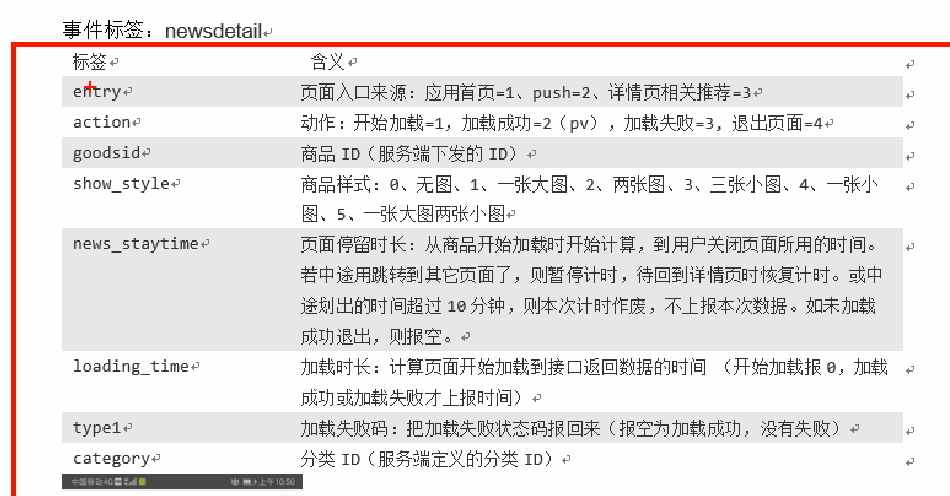 事件标签：newsdetail
标签 含义
entry 页面入口来源：应用首页=1、push=2、详情页相关推荐=3
action 动作：开始加载=1，加载成功=2（pv），加载失败=3, 退出页面=4
goodsid 商品 ID（服务端下发的 ID）
show_style 商品样式：0、无图、1、一张大图、2、两张图、3、三张小图、4、一张小
图、5、一张大图两张小图
news_staytime 页面停留时长：从商品开始加载时开始计算，到用户关闭页面所用的时间。
若中途用跳转到其它页面了，则暂停计时，待回到详情页时恢复计时。或中
途划出的时间超过 10 分钟，则本次计时作废，不上报本次数据。如未加载
成功退出，则报空。
loading_time 加载时长：计算页面开始加载到接口返回数据的时间 （开始加载报 0，加载
成功或加载失败才上报时间）
type1 加载失败码：把加载失败状态码报回来（报空为加载成功，没有失败）
category 分类 ID（服务端定义的分类 ID）
中国移动4G 上午10:50